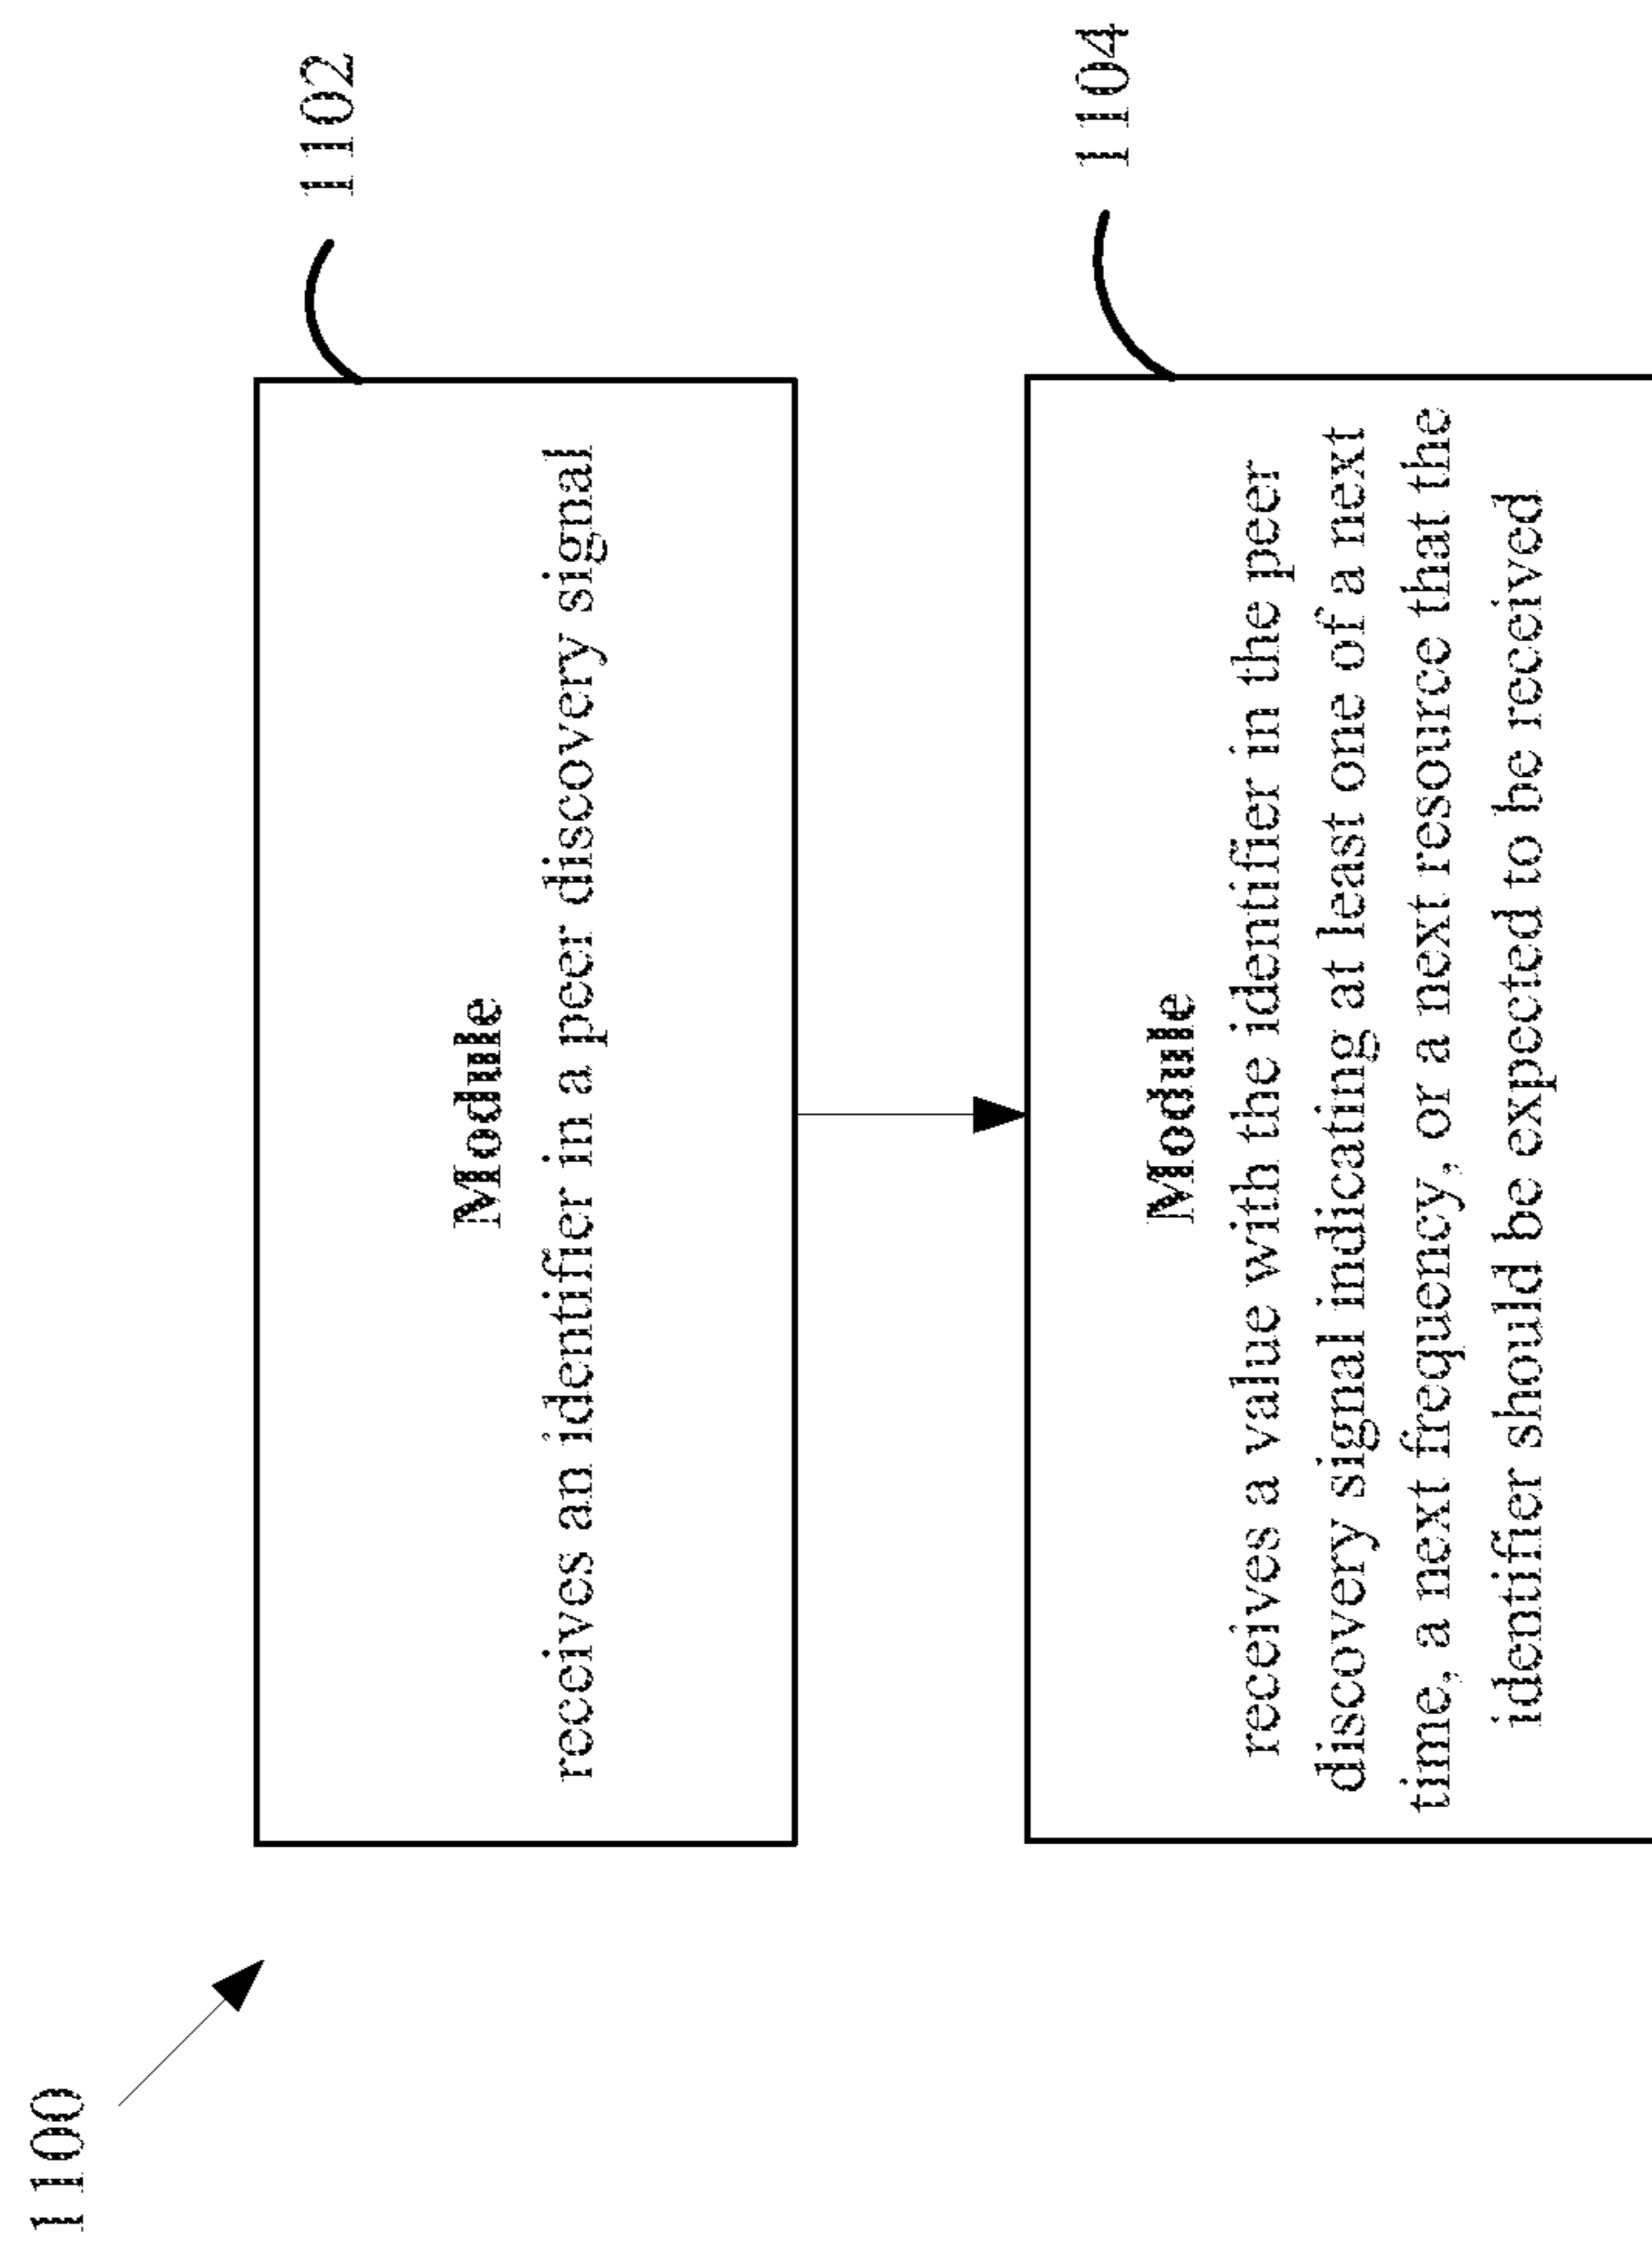 1100
1102
Module
receives an identifier in a peer discovery signal
1104
Module
receives a value with the identifier in the peer
discovery signal indicating at least one of a next
time, a next frequency, or a next resource that the
identifier should be expected to be received